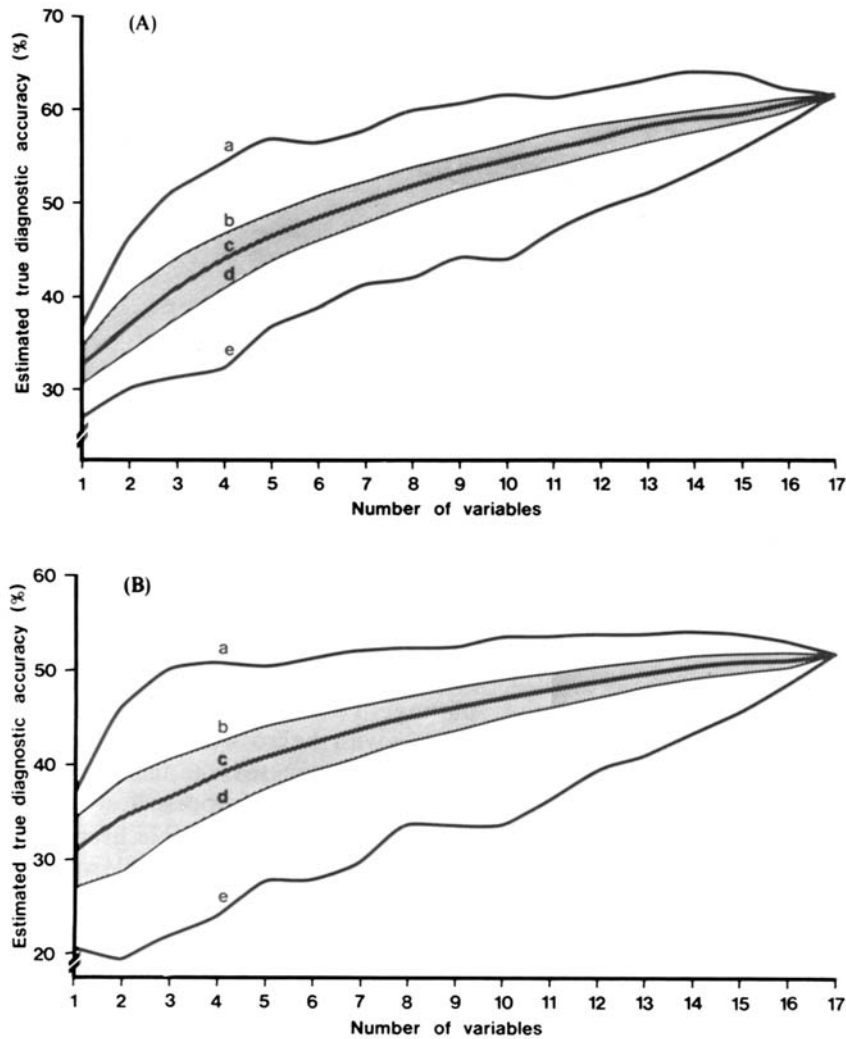 (A)
Estimated true diagnostic accuracy (%)
70
60
50
40
30
a
b
c
d
e
1 2 3 4 5 6 7 8 9 10 11 12 13 14 15 16 17
Number of variables
(B)
Estimated true diagnostic accuracy (%)
60
50
40
30
20
a
b
c
d
e
1 2 3 4 5 6 7 8 9 10 11 12 13 14 15 16 17
Number of variables